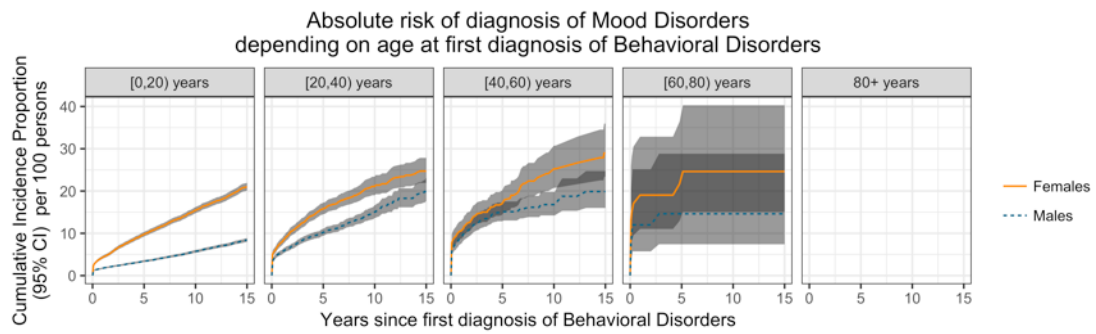 Absolute risk of diagnosis of Mood Disorders
depending on age at first diagnosis of Behavioral Disorders
Cumulative Incidence Proportion
(95% CI) per 100 persons
[0,20) years
[20,40) years
[40,60) years
[60,80) years
80+ years
40
30
20
10
0
0 5 10 15
0 5 10 15
0 5 10 15
0 5 10 15
0 5 10 15
Years since first diagnosis of Behavioral Disorders
Females
Males